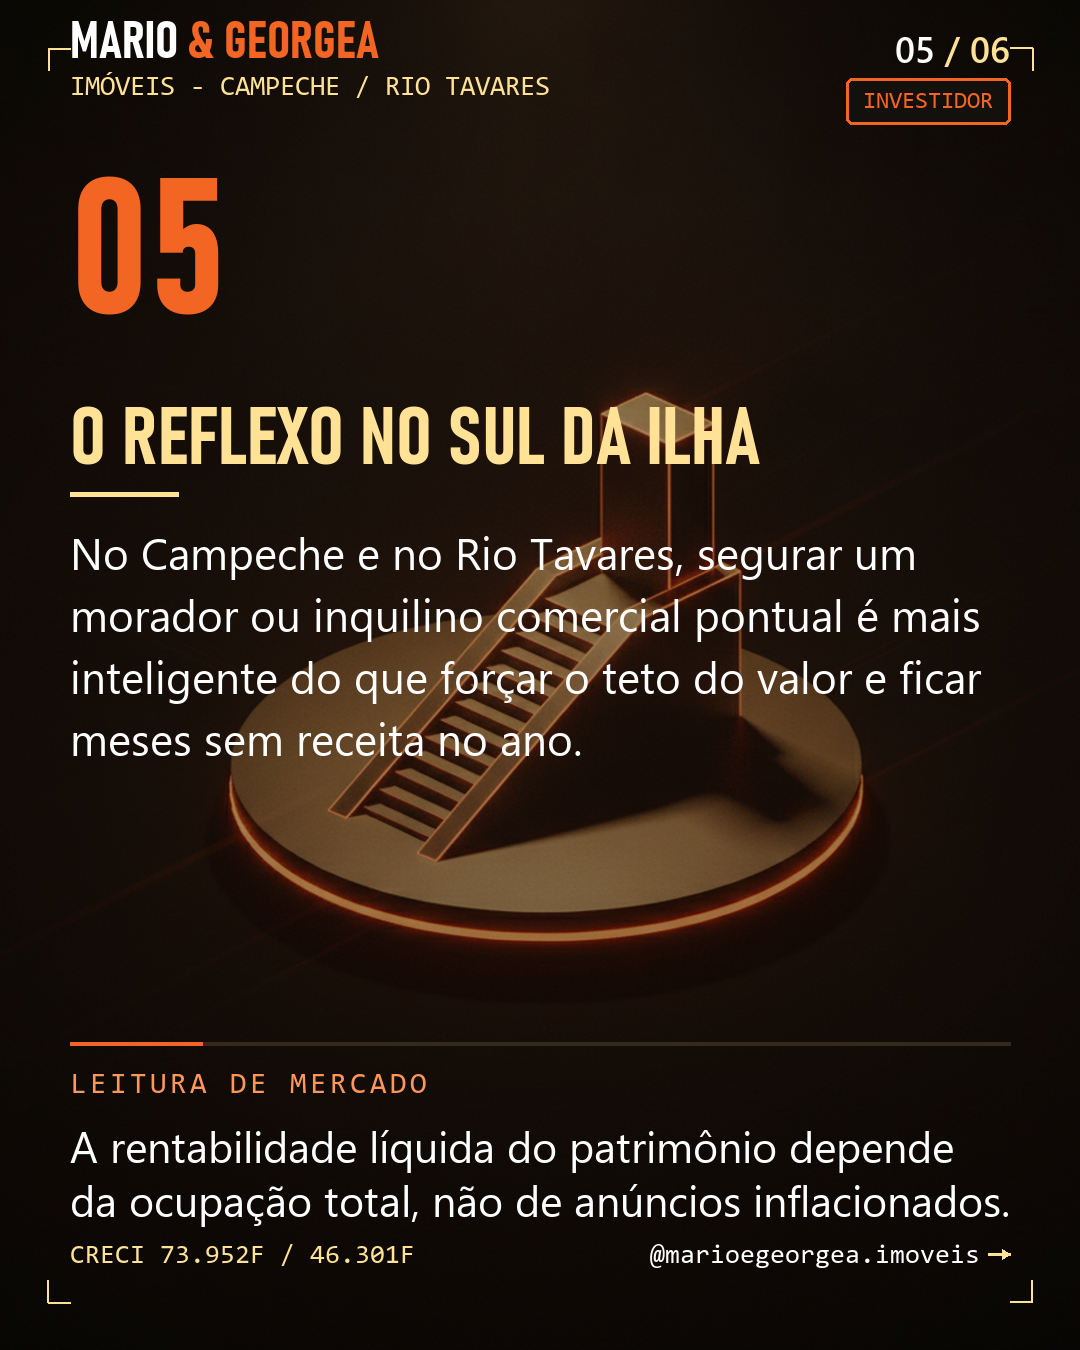 MARIO & GEORGEA
IMÓVEIS - CAMPECHE / RIO TAVARES
05 / 06
INVESTIDOR
05
O REFLEXO NO SUL DA ILHA
No Campeche e no Rio Tavares, segurar um
morador ou inquilino comercial pontual é mais
inteligente do que forçar o teto do valor e ficar
meses sem receita no ano.
LEITURA DE MERCADO
A rentabilidade líquida do patrimônio depende
da ocupação total, não de anúncios inflacionados.
CRECI 73.952F / 46.301F
@marioegeorgea.imoveis →